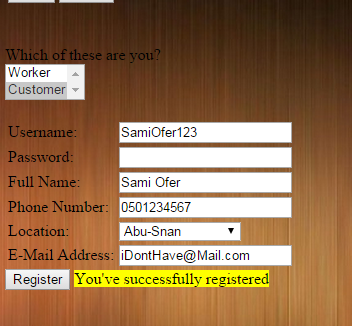 Which of these are you?
Worker
Customer
Username: SamiOfer123
Password:
Full Name: Sami Ofer
Phone Number: 0501234567
Location: Abu-Snan
E-Mail Address: iDontHave@Mail.com
Register You've successfully registered